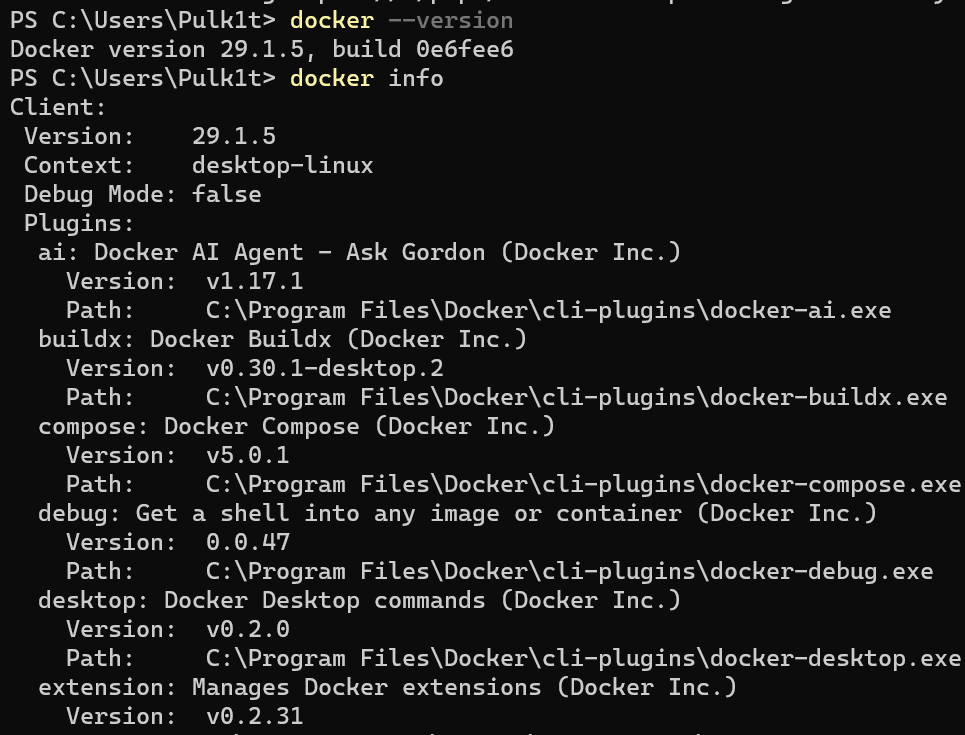 PS C:\Users\Pulk1t> docker --version
Docker version 29.1.5, build 0e6fee6
PS C:\Users\Pulk1t> docker info
Client:
 Version:    29.1.5
 Context:    desktop-linux
 Debug Mode: false
 Plugins:
  ai: Docker AI Agent - Ask Gordon (Docker Inc.)
    Version:  v1.17.1
    Path:     C:\Program Files\Docker\cli-plugins\docker-ai.exe
  buildx: Docker Buildx (Docker Inc.)
    Version:  v0.30.1-desktop.2
    Path:     C:\Program Files\Docker\cli-plugins\docker-buildx.exe
  compose: Docker Compose (Docker Inc.)
    Version:  v5.0.1
    Path:     C:\Program Files\Docker\cli-plugins\docker-compose.exe
  debug: Get a shell into any image or container (Docker Inc.)
    Version:  0.0.47
    Path:     C:\Program Files\Docker\cli-plugins\docker-debug.exe
  desktop: Docker Desktop commands (Docker Inc.)
    Version:  v0.2.0
    Path:     C:\Program Files\Docker\cli-plugins\docker-desktop.exe
  extension: Manages Docker extensions (Docker Inc.)
    Version:  v0.2.31